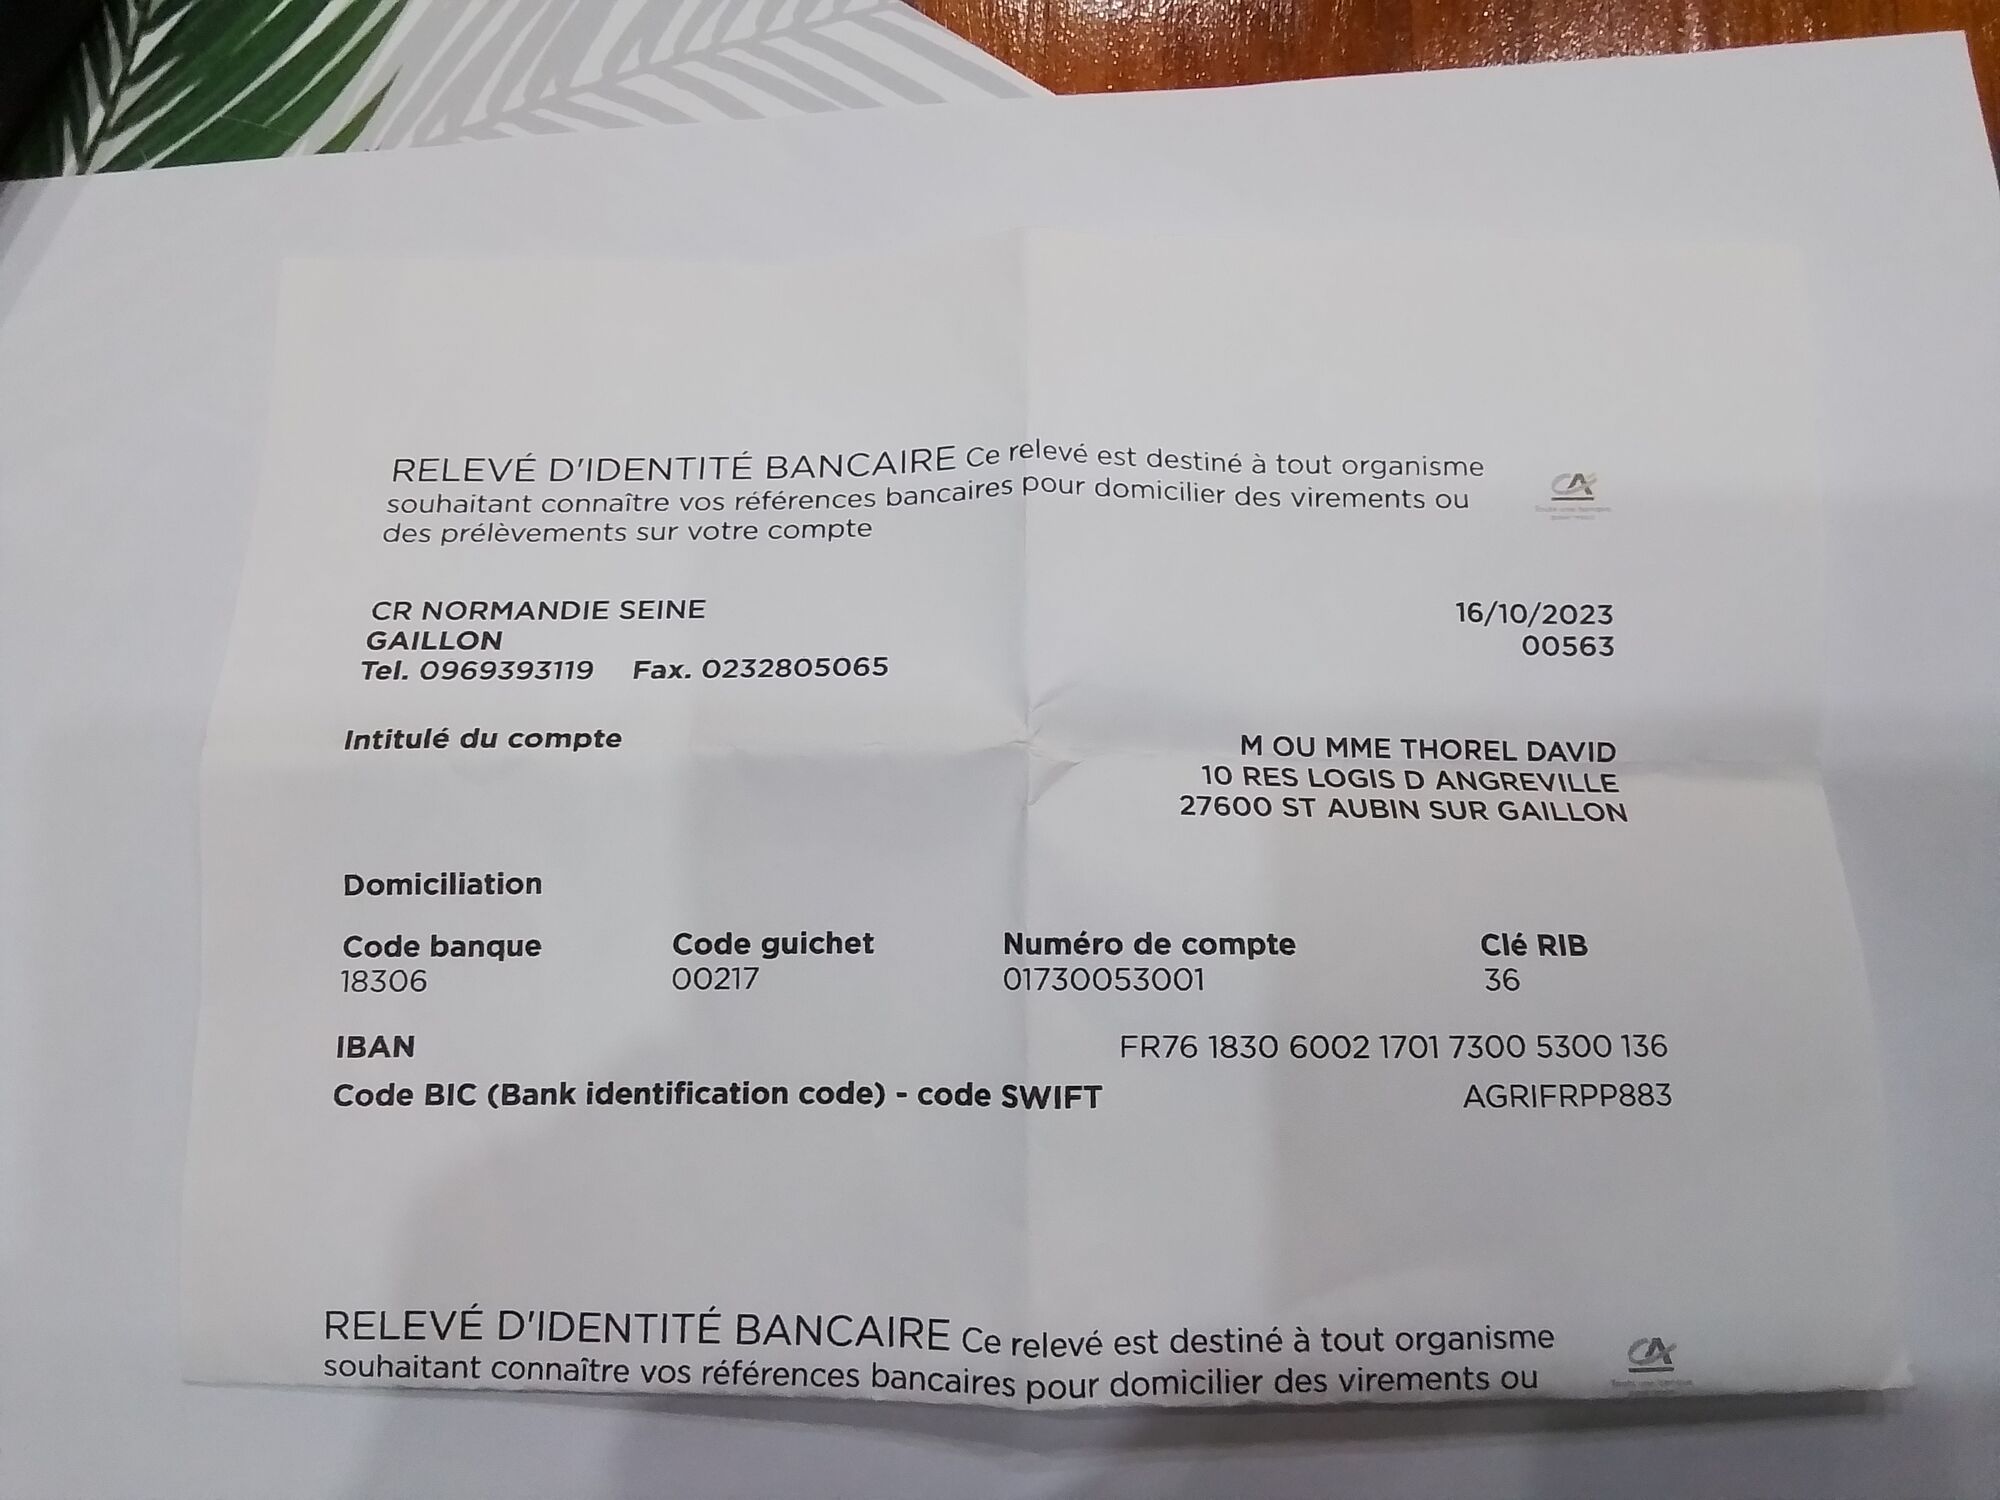 RELEVÉ D'IDENTITÉ BANCAIRE Ce relevé est destiné à tout organisme
souhaitant connaître vos références bancaires pour domicilier des virements ou
des prélèvements sur votre compte
CA
CR NORMANDIE SEINE
GAILLON
Tel. 0969393119 Fax. 0232805065
16/10/2023
00563
Intitulé du compte
M OU MME THOREL DAVID
10 RES LOGIS D ANGREVILLE
27600 ST AUBIN SUR GAILLON
Domiciliation
Code banque Code guichet Numéro de compte Clé RIB
18306 00217 01730053001 36
IBAN FR76 1830 6002 1701 7300 5300 136
Code BIC (Bank identification code) - code SWIFT AGRIFRPP883
RELEVÉ D'IDENTITÉ BANCAIRE Ce relevé est destiné à tout organisme
souhaitant connaître vos références bancaires pour domicilier des virements ou
CA